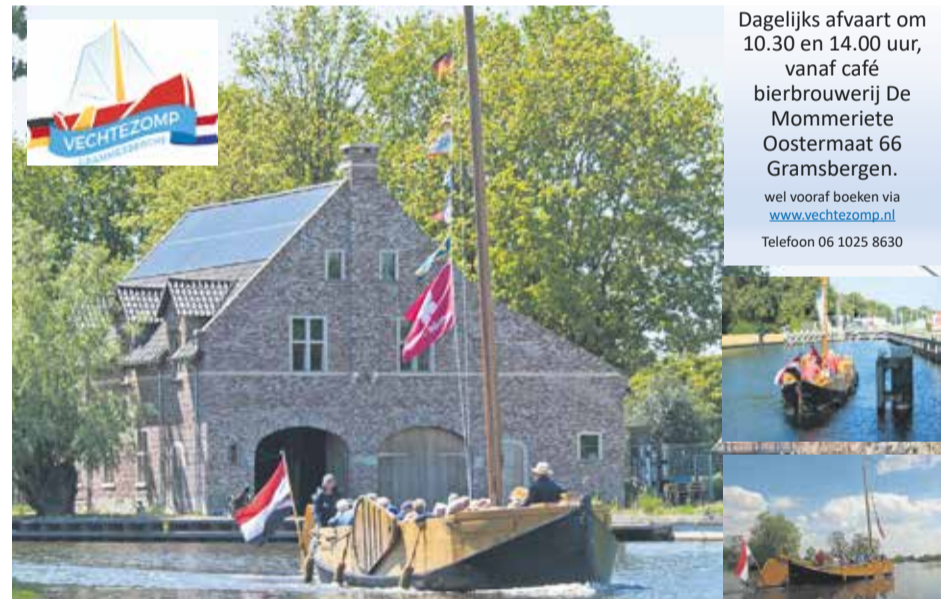 VECHTEZOMP
GRAMSBERGEN
Dagelijks afvaart om
10.30 en 14.00 uur,
vanaf café
bierbrouwerij De
Mommeriete
Oostermaat 66
Gramsbergen.
wel vooraf boeken via
www.vechtezomp.nl
Telefoon 06 1025 8630